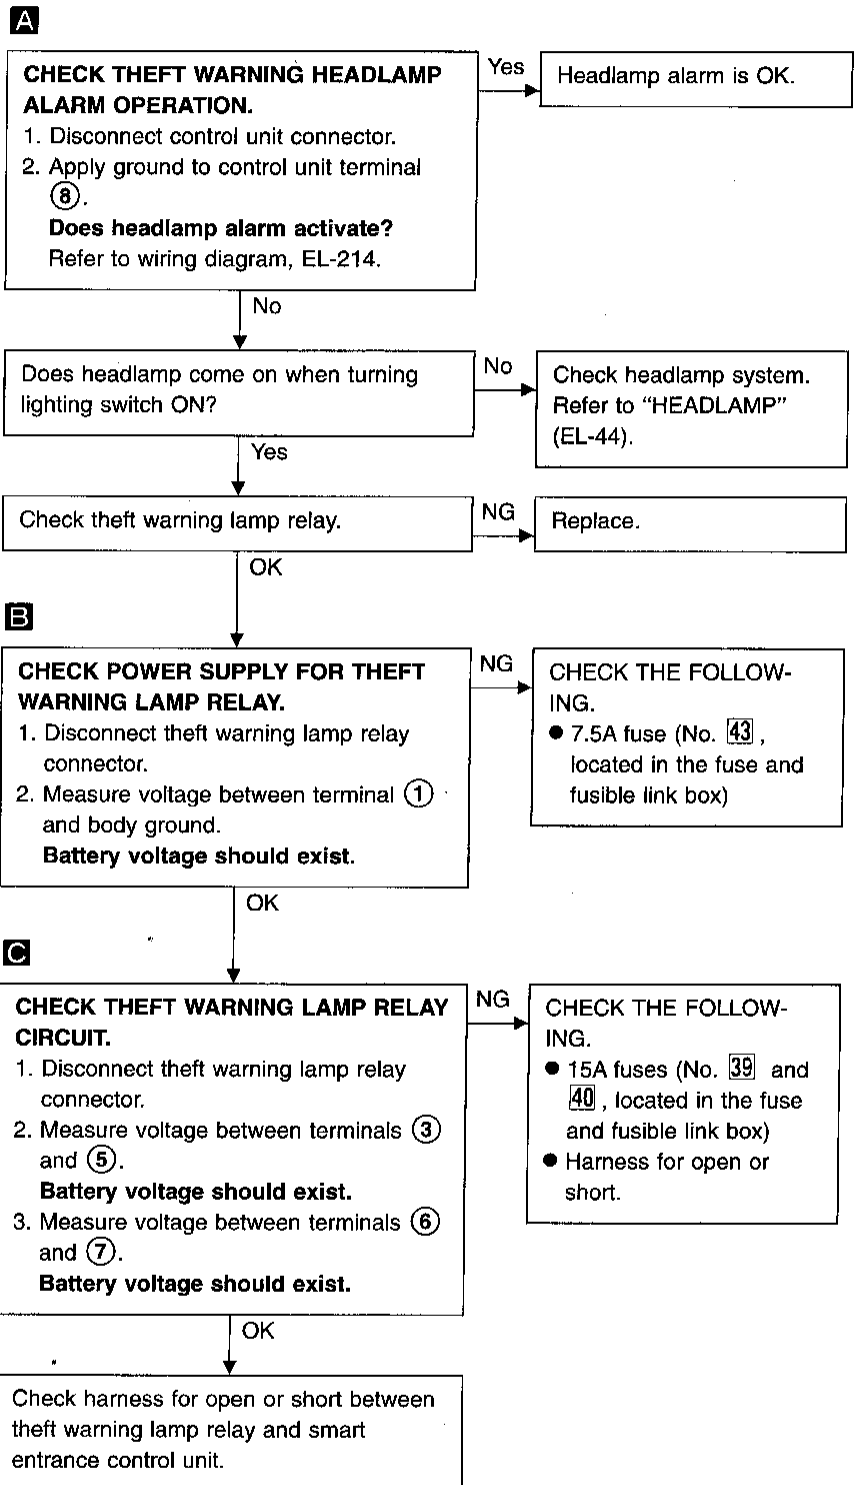 A
CHECK THEFT WARNING HEADLAMP
ALARM OPERATION.
1. Disconnect control unit connector.
2. Apply ground to control unit terminal
⑧.
Does headlamp alarm activate?
Refer to wiring diagram, EL-214.
Yes
Headlamp alarm is OK.
No
Does headlamp come on when turning
lighting switch ON?
No
Check headlamp system.
Refer to “HEADLAMP”
(EL-44).
Yes
Check theft warning lamp relay.
NG
Replace.
OK
B
CHECK POWER SUPPLY FOR THEFT
WARNING LAMP RELAY.
1. Disconnect theft warning lamp relay
connector.
2. Measure voltage between terminal ①
and body ground.
Battery voltage should exist.
NG
CHECK THE FOLLOW-
ING.
● 7.5A fuse (No. 43 ,
located in the fuse and
fusible link box)
OK
C
CHECK THEFT WARNING LAMP RELAY
CIRCUIT.
1. Disconnect theft warning lamp relay
connector.
2. Measure voltage between terminals ③
and ⑤.
Battery voltage should exist.
3. Measure voltage between terminals ⑥
and ⑦.
Battery voltage should exist.
NG
CHECK THE FOLLOW-
ING.
● 15A fuses (No. 39 and
40 , located in the fuse
and fusible link box)
● Harness for open or
short.
OK
Check harness for open or short between
theft warning lamp relay and smart
entrance control unit.